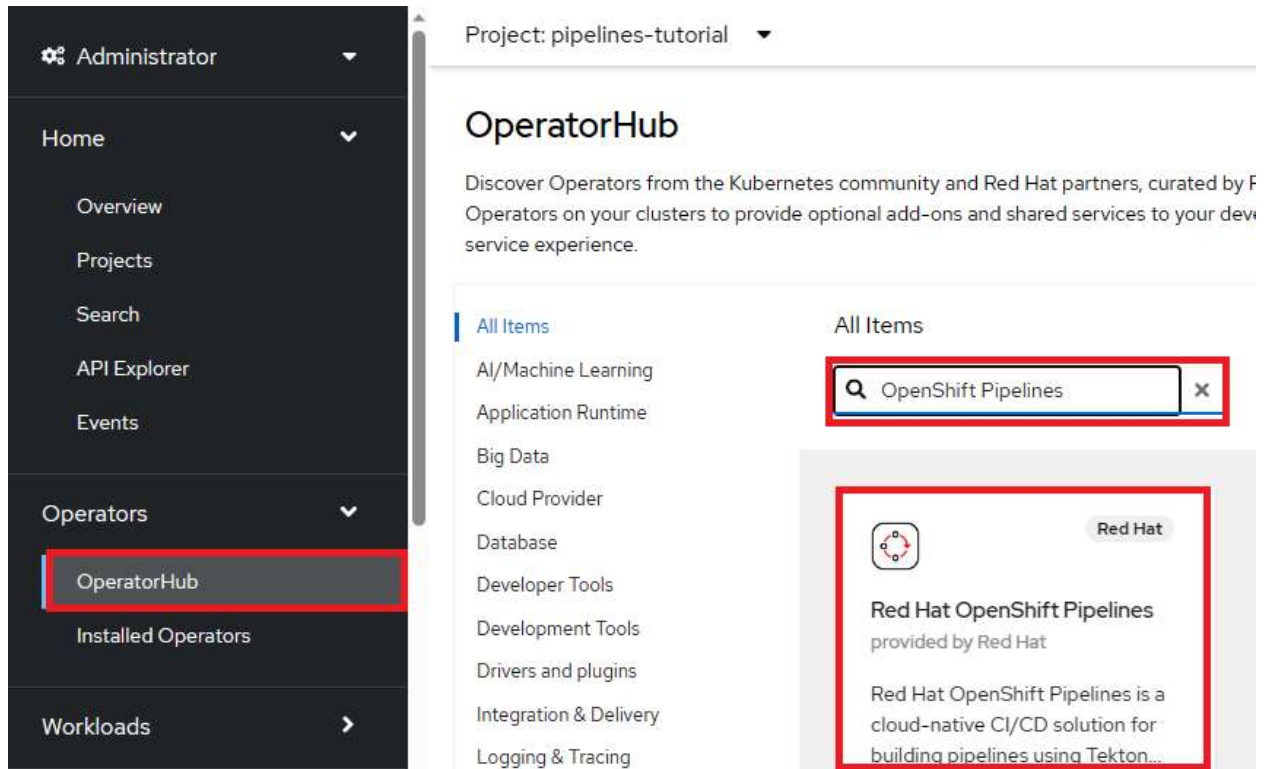 Administrator
Home
Overview
Projects
Search
API Explorer
Events
Operators
OperatorHub
Installed Operators
Workloads
Project: pipelines-tutorial
OperatorHub
Discover Operators from the Kubernetes community and Red Hat partners, curated by
Operators on your clusters to provide optional add-ons and shared services to your
service experience.
All Items
AI/Machine Learning
Application Runtime
Big Data
Cloud Provider
Database
Developer Tools
Development Tools
Drivers and plugins
Integration & Delivery
Logging & Tracing
All Items
OpenShift Pipelines
Red Hat
Red Hat OpenShift Pipelines
provided by Red Hat
Red Hat OpenShift Pipelines is a
cloud-native CI/CD solution for
building pipelines using Tekton...